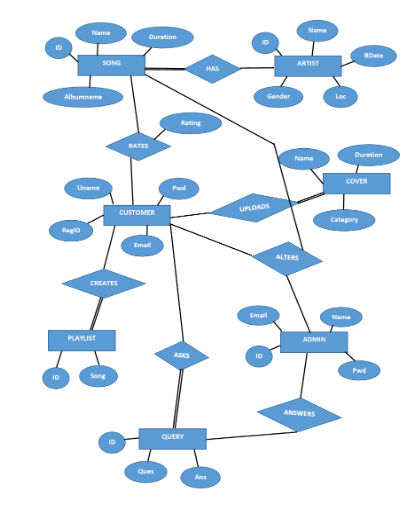 Name
ID
Duration
SONG
Albumname
HAS
Name
ID
BDate
ARTIST
Gender
Loc
Rating
RATES
Name
Duration
COVER
Category
Uname
Pwd
CUSTOMER
RegID
Email
UPLOADS
ALTERS
CREATES
PLAYLIST
ID
Song
ASKS
Email
Name
ADMIN
ID
Pwd
ANSWERS
ID
QUERY
Ques
Ans